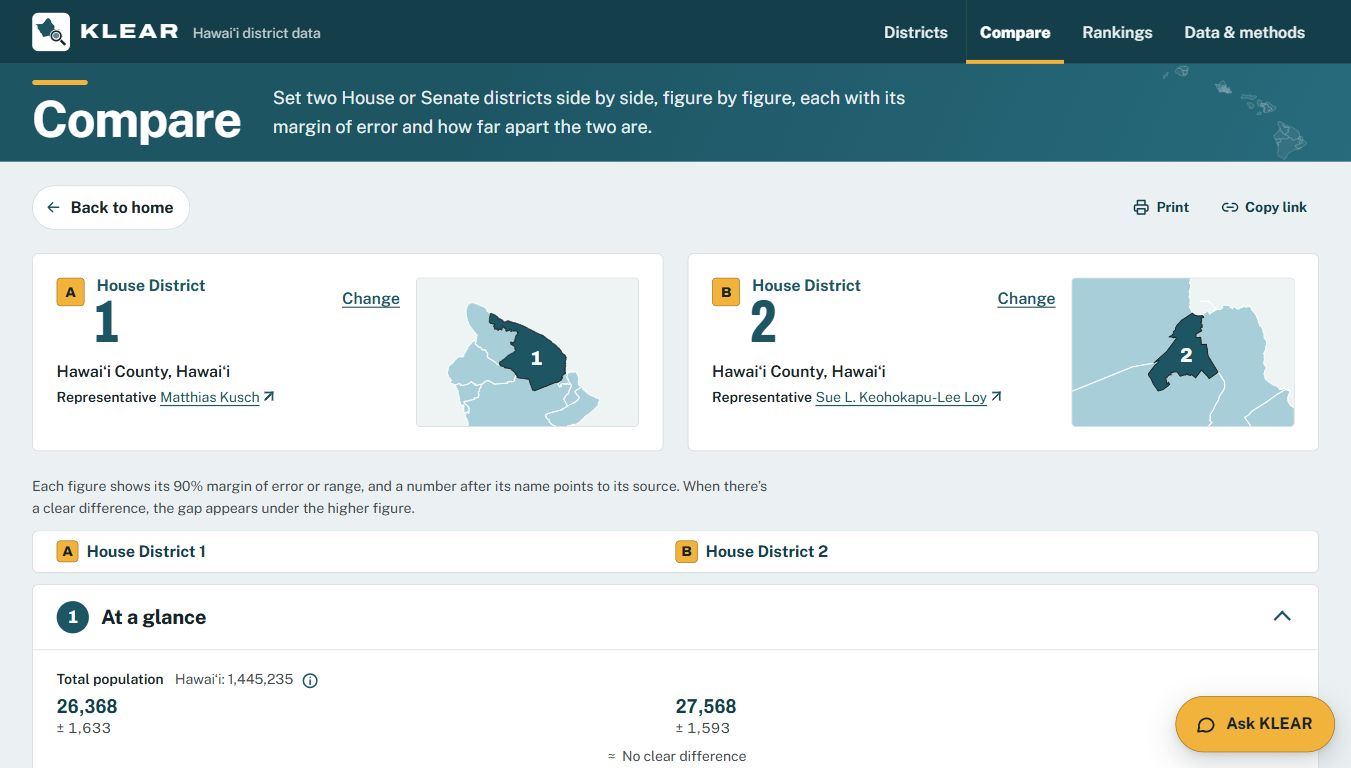 KLEAR Hawaiʻi district data
Districts Compare Rankings Data & methods
Compare
Set two House or Senate districts side by side, figure by figure, each with its
margin of error and how far apart the two are.
Back to home
Print Copy link
A House District
1
Change
Hawaiʻi County, Hawaiʻi
Representative Matthias Kusch
1
B House District
2
Change
Hawaiʻi County, Hawaiʻi
Representative Sue L. Keohokapu-Lee Loy
2
Each figure shows its 90% margin of error or range, and a number after its name points to its source. When there’s
a clear difference, the gap appears under the higher figure.
A House District 1 B House District 2
1 At a glance
Total population Hawaiʻi: 1,445,235
26,368 27,568
± 1,633 ± 1,593
≈ No clear difference
Ask KLEAR